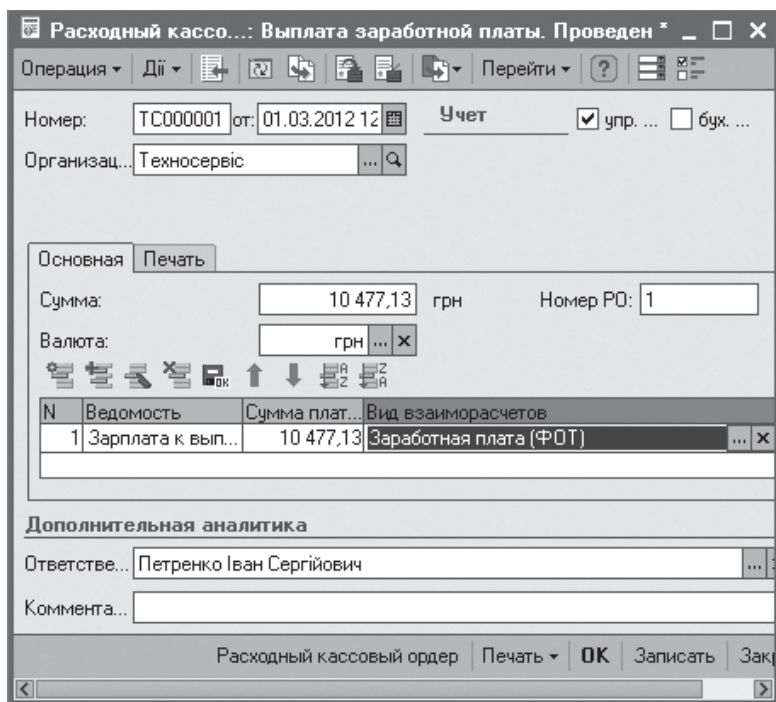 Расходный кассо...: Выплата заработной платы. Проведен *
Операция Дії Перейти ?
Номер: ТС000001 от: 01.03.2012 12 Учет упр. ... бух. ...
Организац... Техносервіс ...
Основная Печать
Сумма: 10 477,13 грн Номер РО: 1
Валюта: грн ... x
N Ведомость Сумма плат... Вид взаиморасчетов
1 Зарплата к вып... 10 477,13 Заработная плата (ФОТ) ... x
Дополнительная аналитика
Ответстве... Петренко Іван Сергійович ...
Коммента...
Расходный кассовый ордер Печать OK Записать Зак